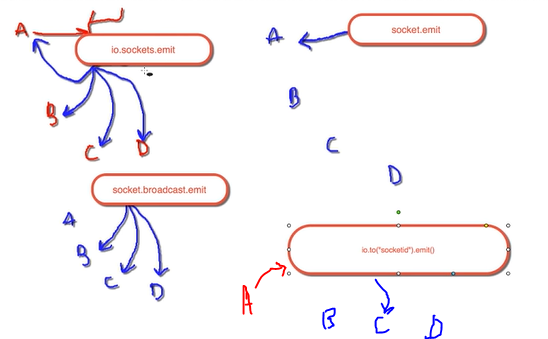 A
io.sockets.emit
B
C
D
socket.emit
A
B
C
D
socket.broadcast.emit
A
B
C
D
io.to("socketid").emit()
A
B
C
D